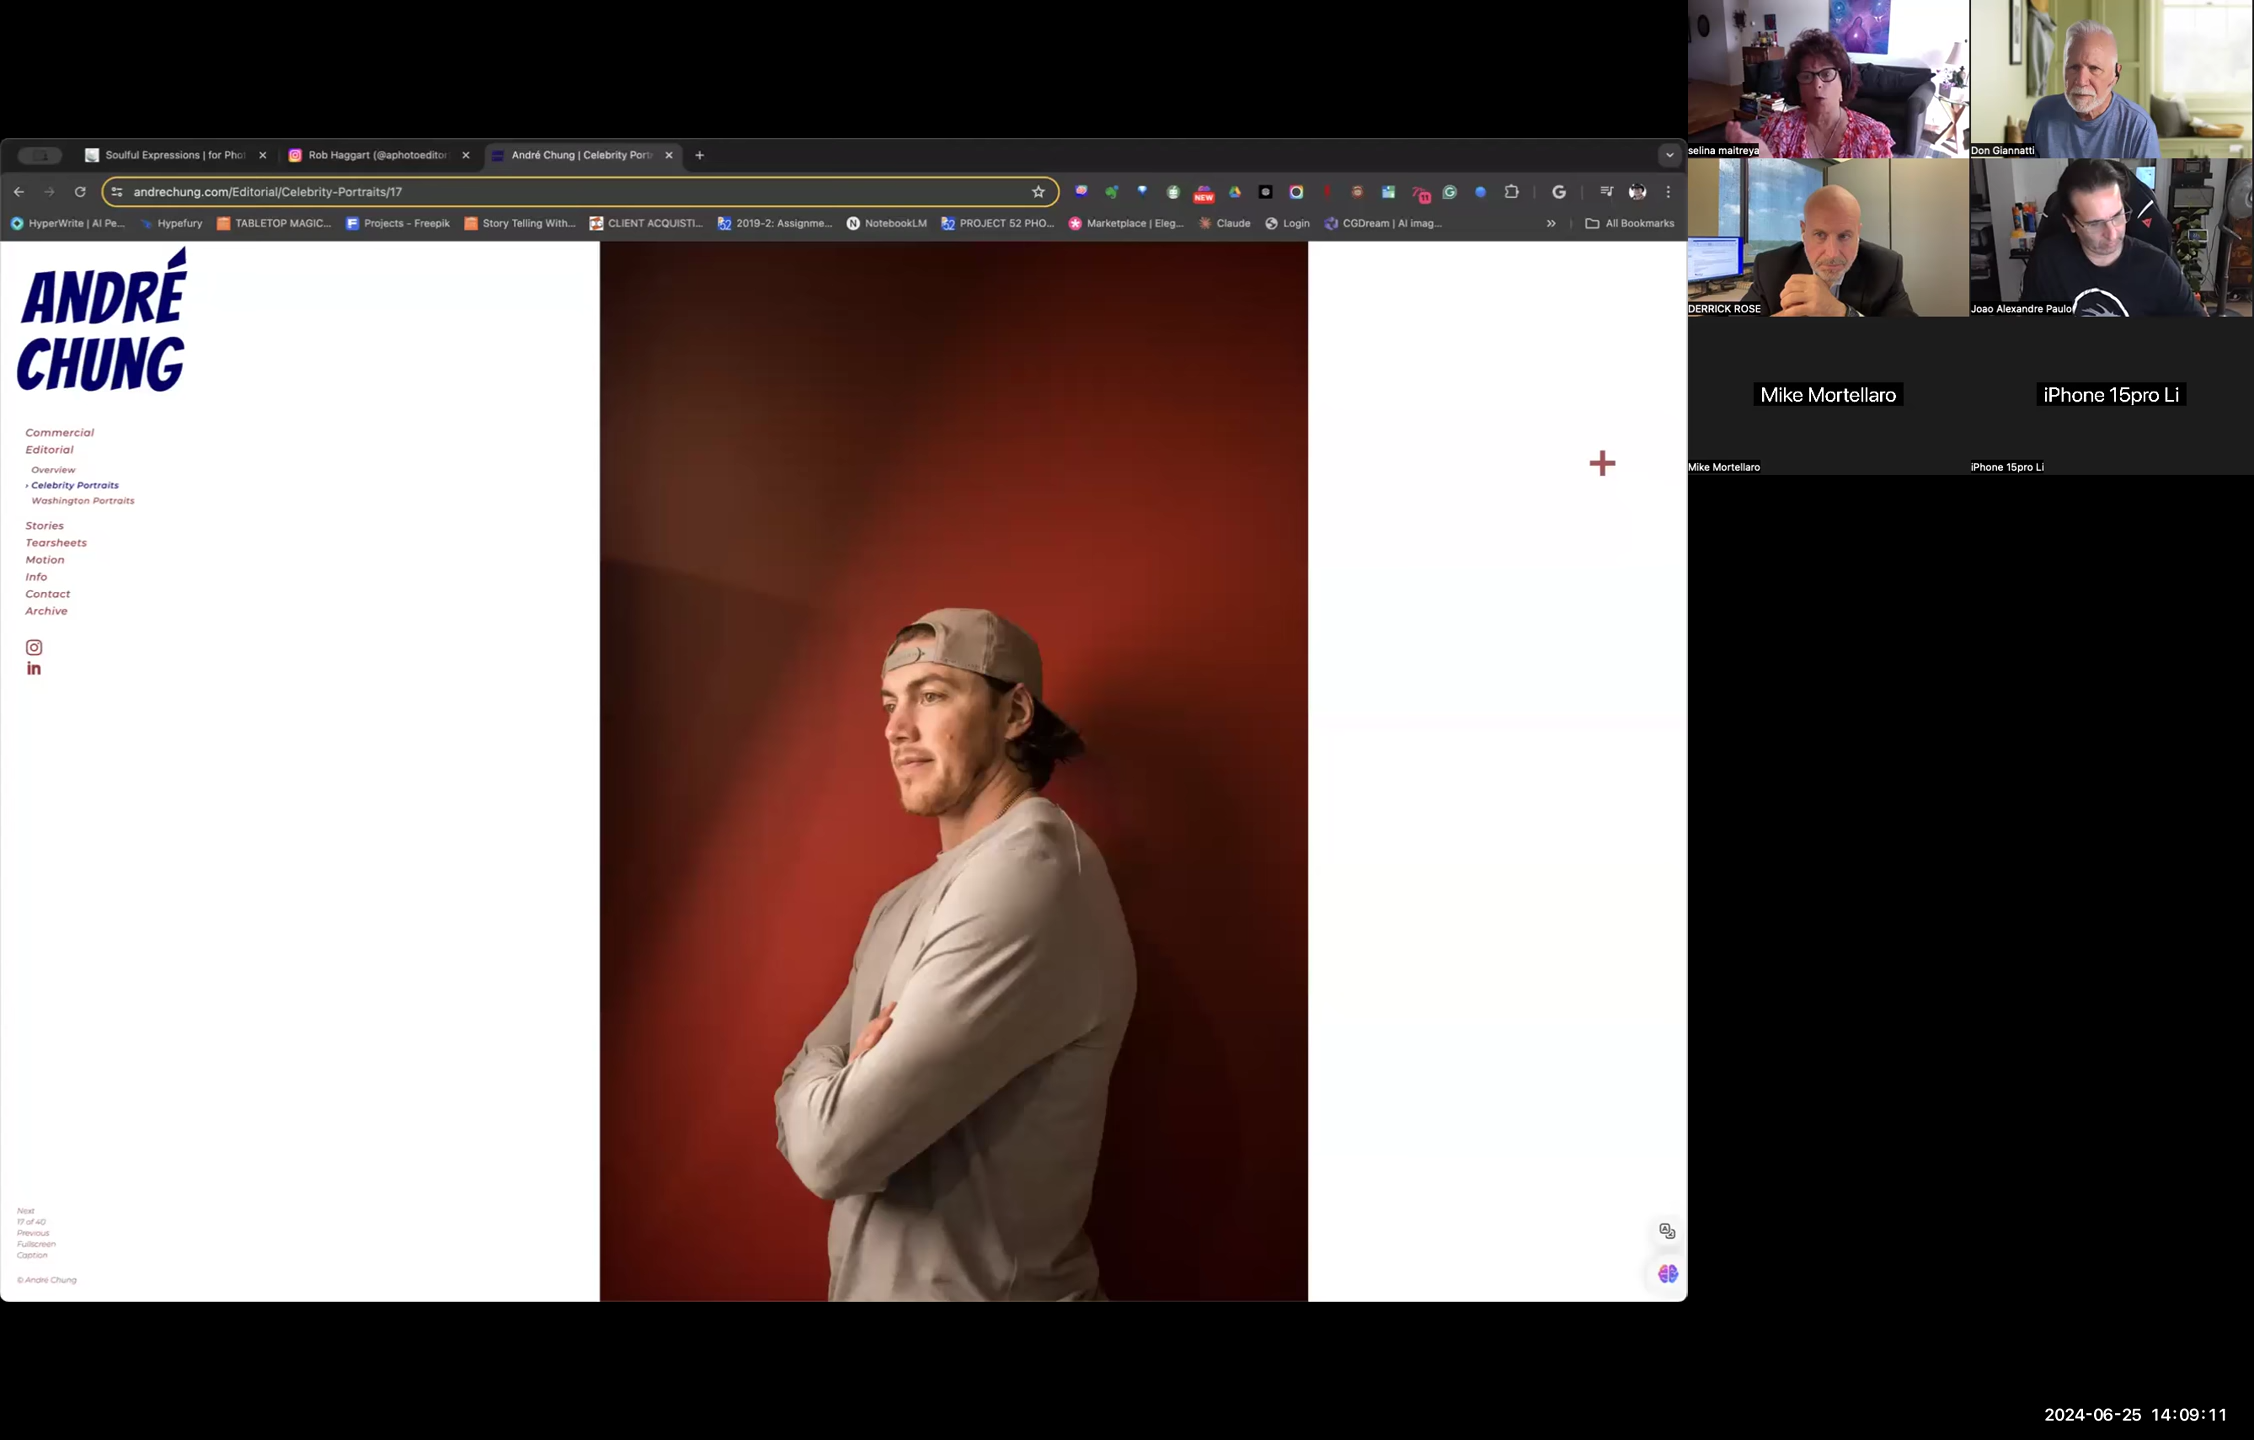 Soulful Expressions | for Pho
Rob Haggart (@aphotoeditor
André Chung | Celebrity Portr
andrechung.com/Editorial/Celebrity-Portraits/17
NEW
11
HyperWrite | AI Pe...
Hypefury
TABLETOP MAGIC...
Projects - Freepik
Story Telling With...
CLIENT ACQUISTI...
2019-2: Assignme...
NotebookLM
PROJECT 52 PHO...
Marketplace | Eleg...
Claude
Login
CGDream | AI imag...
All Bookmarks
ANDRÉ
CHUNG
Commercial
Editorial
Overview
Celebrity Portraits
Washington Portraits
Stories
Tearsheets
Motion
Info
Contact
Archive
in
Next
17 of 40
Previous
Fullscreen
Caption
© André Chung
selina maitreya
Don Giannatti
DERRICK ROSE
Joao Alexandre Paulo
Mike Mortellaro
iPhone 15pro Li
Mike Mortellaro
iPhone 15pro Li
2024-06-25 14:09:11